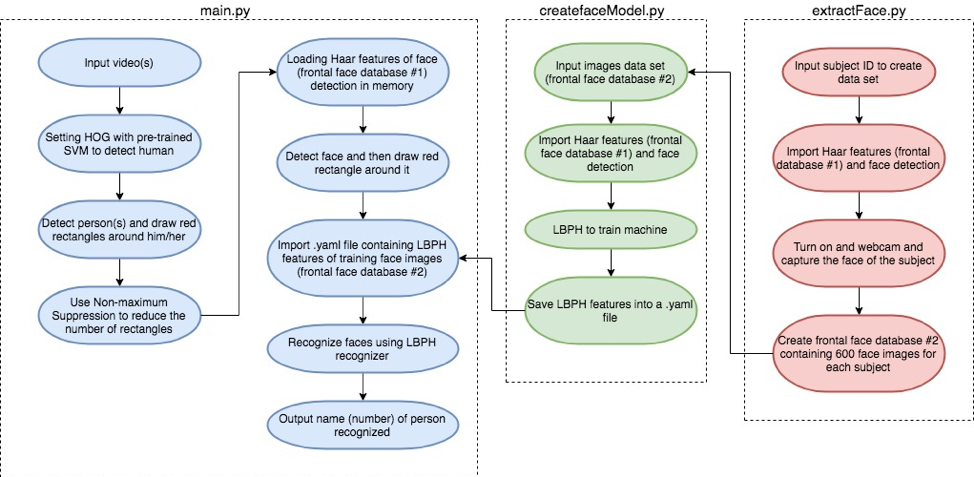 main.py
Input video(s)
Setting HOG with pre-trained
SVM to detect human
Detect person(s) and draw red
rectangles around him/her
Use Non-maximum
Suppression to reduce the
number of rectangles
Loading Haar features of face
(frontal face database #1)
detection in memory
Detect face and then draw red
rectangle around it
Import .yaml file containing LBPH
features of training face images
(frontal face database #2)
Recognize faces using LBPH
recognizer
Output name (number) of person
recognized
createfaceModel.py
Input images data set
(frontal face database #2)
Import Haar features (frontal
face database #1) and face
detection
LBPH to train machine
Save LBPH features into a .yaml
file
extractFace.py
Input subject ID to create
data set
Import Haar features (frontal
database #1) and face detection
Turn on and webcam and
capture the face of the subject
Create frontal face database #2
containing 600 face images for
each subject